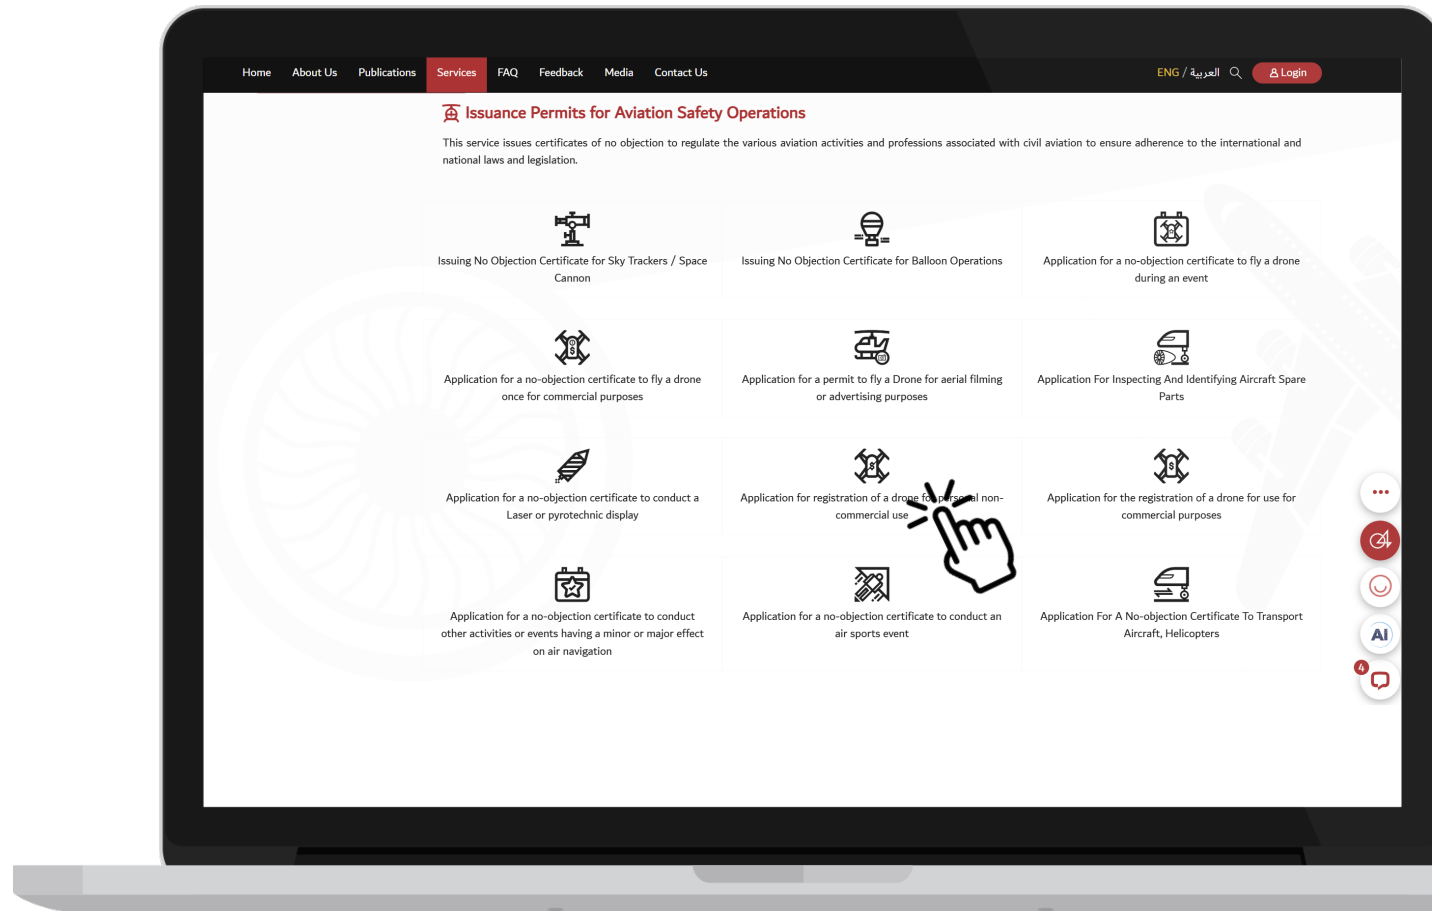 Home About Us Publications Services FAQ Feedback Media Contact Us ENG / العربية Login
Issuance Permits for Aviation Safety Operations
This service issues certificates of no objection to regulate the various aviation activities and professions associated with civil aviation to ensure adherence to the international and
national laws and legislation.
Issuing No Objection Certificate for Sky Trackers / Space
Cannon
Issuing No Objection Certificate for Balloon Operations
Application for a no-objection certificate to fly a drone
during an event
Application for a no-objection certificate to fly a drone
once for commercial purposes
Application for a permit to fly a Drone for aerial filming
or advertising purposes
Application For Inspecting And Identifying Aircraft Spare
Parts
Application for a no-objection certificate to conduct a
Laser or pyrotechnic display
Application for registration of a drone for personal non-
commercial use
Application for the registration of a drone for use for
commercial purposes
Application for a no-objection certificate to conduct
other activities or events having a minor or major effect
on air navigation
Application for a no-objection certificate to conduct an
air sports event
Application For A No-objection Certificate To Transport
Aircraft, Helicopters
AI
4